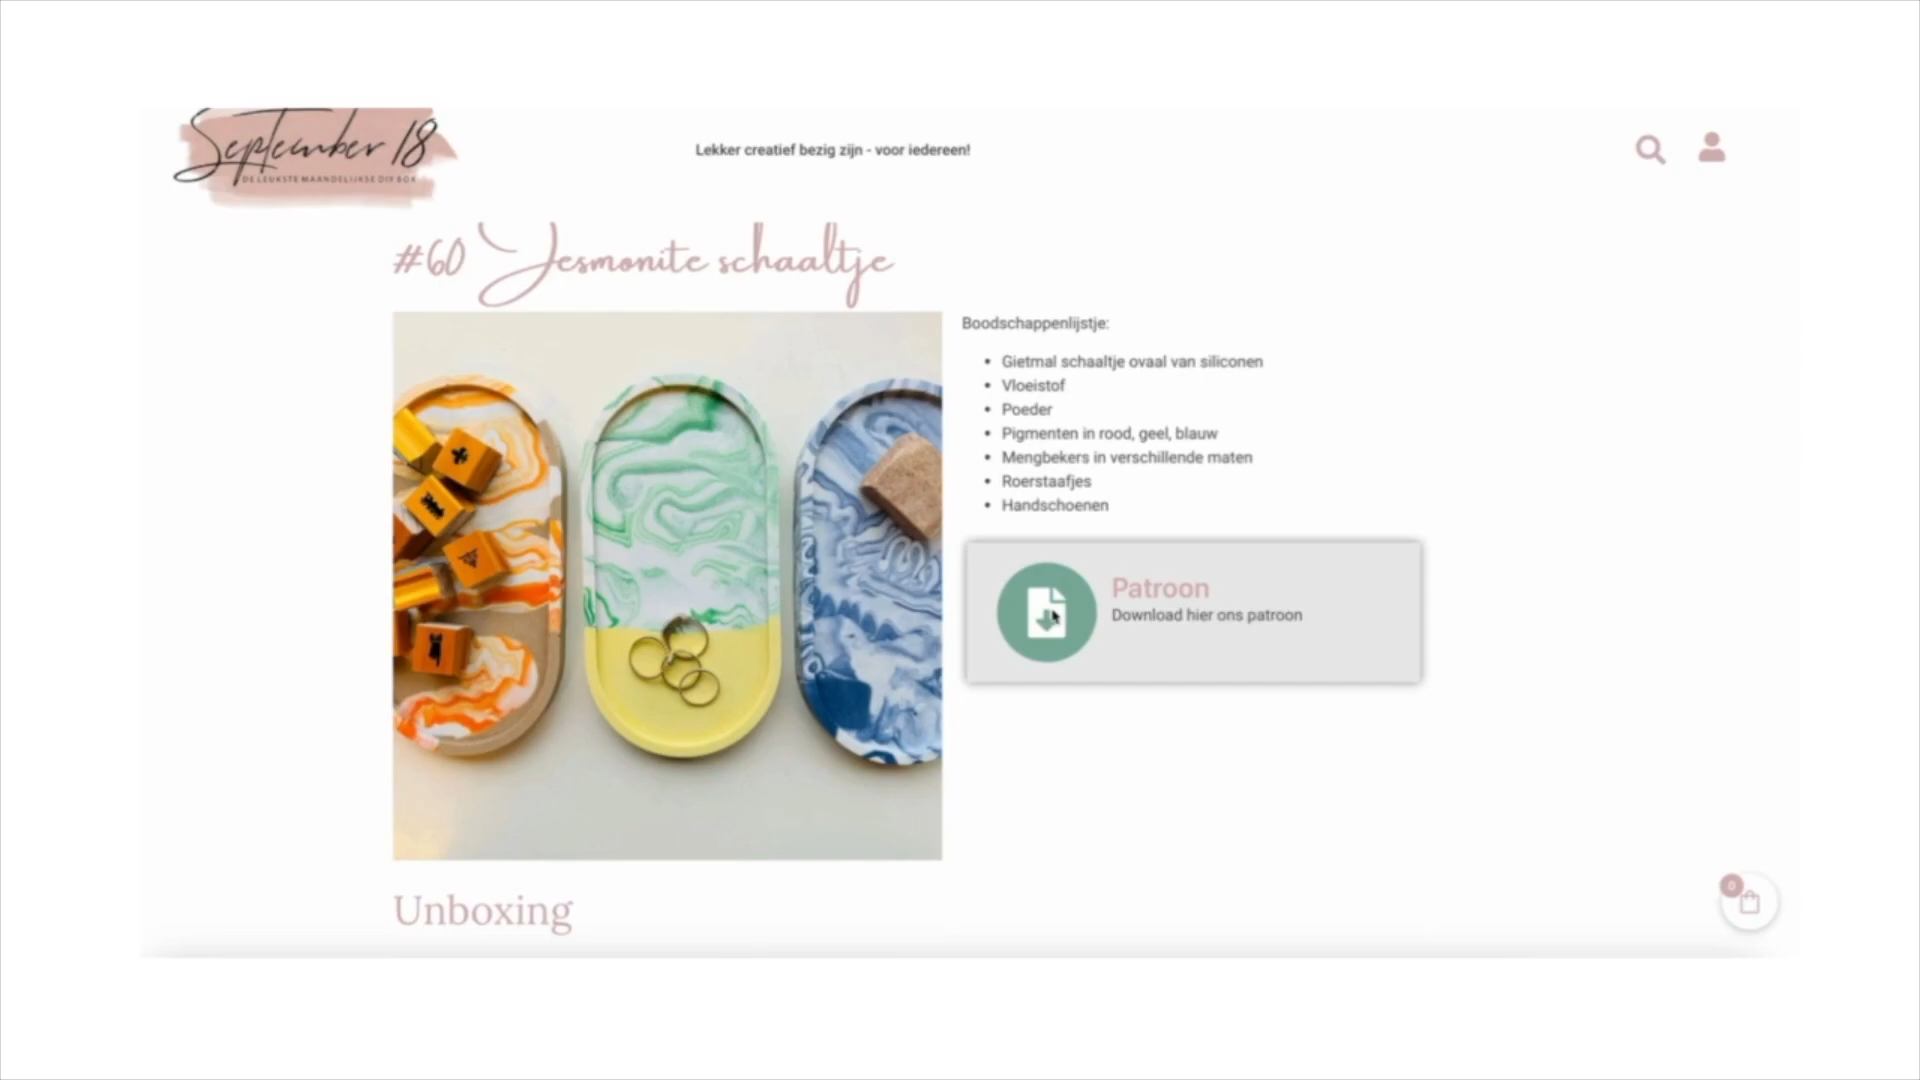 September 18
DE LEUKSTE MAANDELIJKSE DIY BOX
Lekker creatief bezig zijn - voor iedereen!
#60 Jesmonite schaaltje
Boodschappenlijstje:
• Gietmal schaaltje ovaal van siliconen
• Vloeistof
• Poeder
• Pigmenten in rood, geel, blauw
• Mengbekers in verschillende maten
• Roerstaafjes
• Handschoenen
Patroon
Download hier ons patroon
Unboxing
0